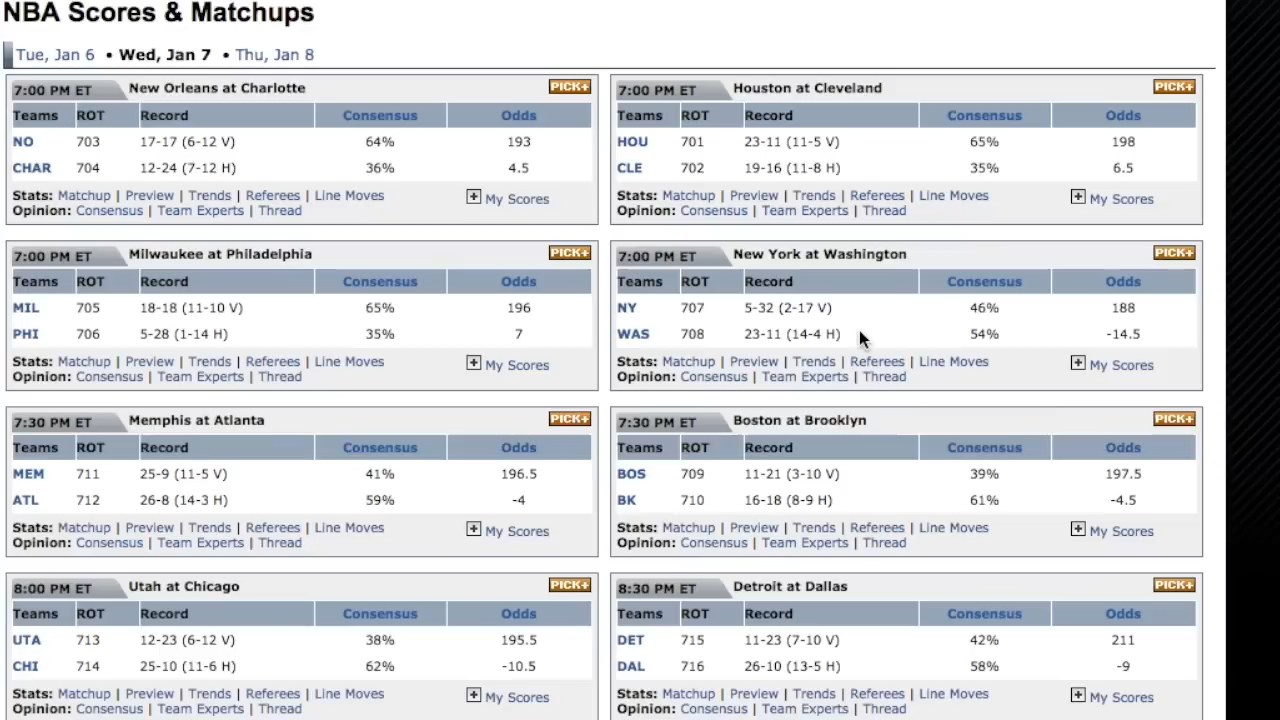 NBA Scores & Matchups
Tue, Jan 6 • Wed, Jan 7 • Thu, Jan 8
7:00 PM ET New Orleans at Charlotte PICK+
Teams ROT Record Consensus Odds
NO 703 17-17 (6-12 V) 64% 193
CHAR 704 12-24 (7-12 H) 36% 4.5
Stats: Matchup | Preview | Trends | Referees | Line Moves + My Scores
Opinion: Consensus | Team Experts | Thread
7:00 PM ET Houston at Cleveland PICK+
Teams ROT Record Consensus Odds
HOU 701 23-11 (11-5 V) 65% 198
CLE 702 19-16 (11-8 H) 35% 6.5
Stats: Matchup | Preview | Trends | Referees | Line Moves + My Scores
Opinion: Consensus | Team Experts | Thread
7:00 PM ET Milwaukee at Philadelphia PICK+
Teams ROT Record Consensus Odds
MIL 705 18-18 (11-10 V) 65% 196
PHI 706 5-28 (1-14 H) 35% 7
Stats: Matchup | Preview | Trends | Referees | Line Moves + My Scores
Opinion: Consensus | Team Experts | Thread
7:00 PM ET New York at Washington PICK+
Teams ROT Record Consensus Odds
NY 707 5-32 (2-17 V) 46% 188
WAS 708 23-11 (14-4 H) 54% -14.5
Stats: Matchup | Preview | Trends | Referees | Line Moves + My Scores
Opinion: Consensus | Team Experts | Thread
7:30 PM ET Memphis at Atlanta PICK+
Teams ROT Record Consensus Odds
MEM 711 25-9 (11-5 V) 41% 196.5
ATL 712 26-8 (14-3 H) 59% -4
Stats: Matchup | Preview | Trends | Referees | Line Moves + My Scores
Opinion: Consensus | Team Experts | Thread
7:30 PM ET Boston at Brooklyn PICK+
Teams ROT Record Consensus Odds
BOS 709 11-21 (3-10 V) 39% 197.5
BK 710 16-18 (8-9 H) 61% -4.5
Stats: Matchup | Preview | Trends | Referees | Line Moves + My Scores
Opinion: Consensus | Team Experts | Thread
8:00 PM ET Utah at Chicago PICK+
Teams ROT Record Consensus Odds
UTA 713 12-23 (6-12 V) 38% 195.5
CHI 714 25-10 (11-6 H) 62% -10.5
Stats: Matchup | Preview | Trends | Referees | Line Moves + My Scores
Opinion: Consensus | Team Experts | Thread
8:30 PM ET Detroit at Dallas PICK+
Teams ROT Record Consensus Odds
DET 715 11-23 (7-10 V) 42% 211
DAL 716 26-10 (13-5 H) 58% -9
Stats: Matchup | Preview | Trends | Referees | Line Moves + My Scores
Opinion: Consensus | Team Experts | Thread